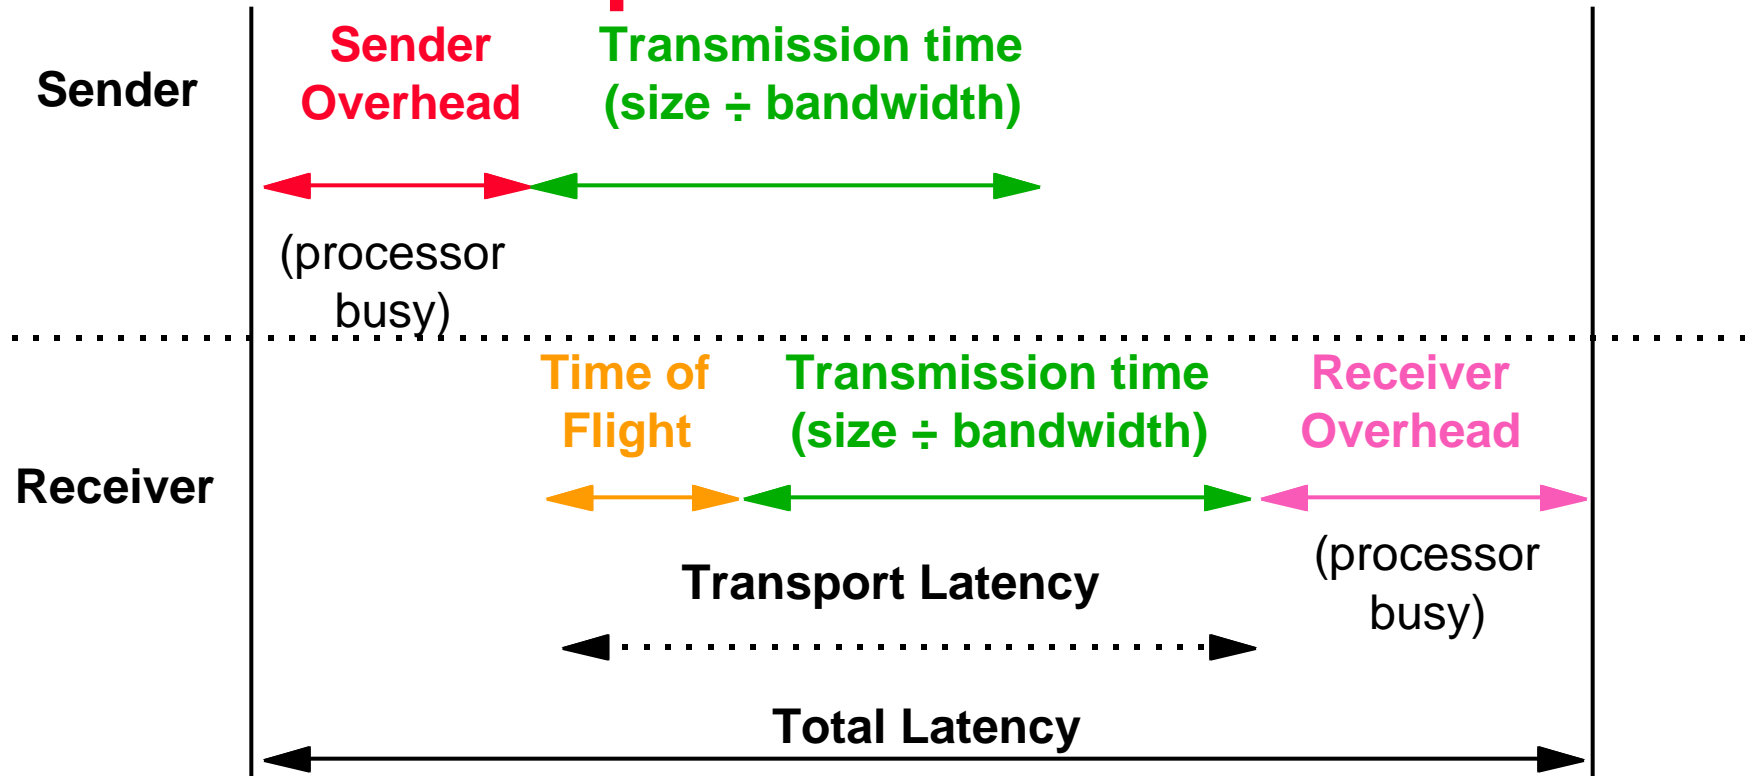 Sender
Overhead
Transmission time
(size ÷ bandwidth)
Sender
(processor
busy)
Time of
Flight
Transmission time
(size ÷ bandwidth)
Receiver
Overhead
Receiver
(processor
busy)
Transport Latency
Total Latency